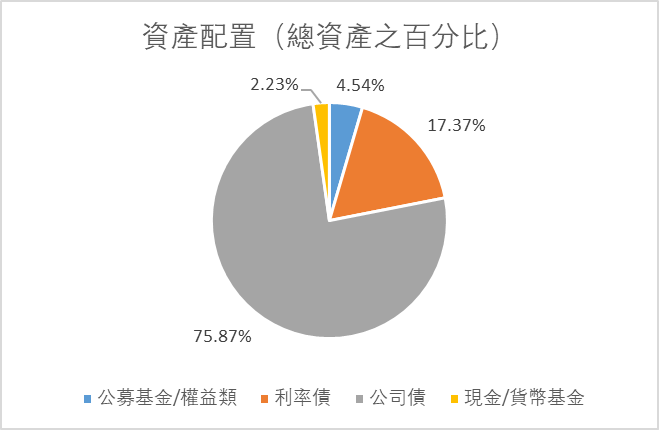 資產配置（總資產之百分比）
2.23%
4.54%
17.37%
75.87%
公募基金/權益類 利率債 公司債 現金/貨幣基金